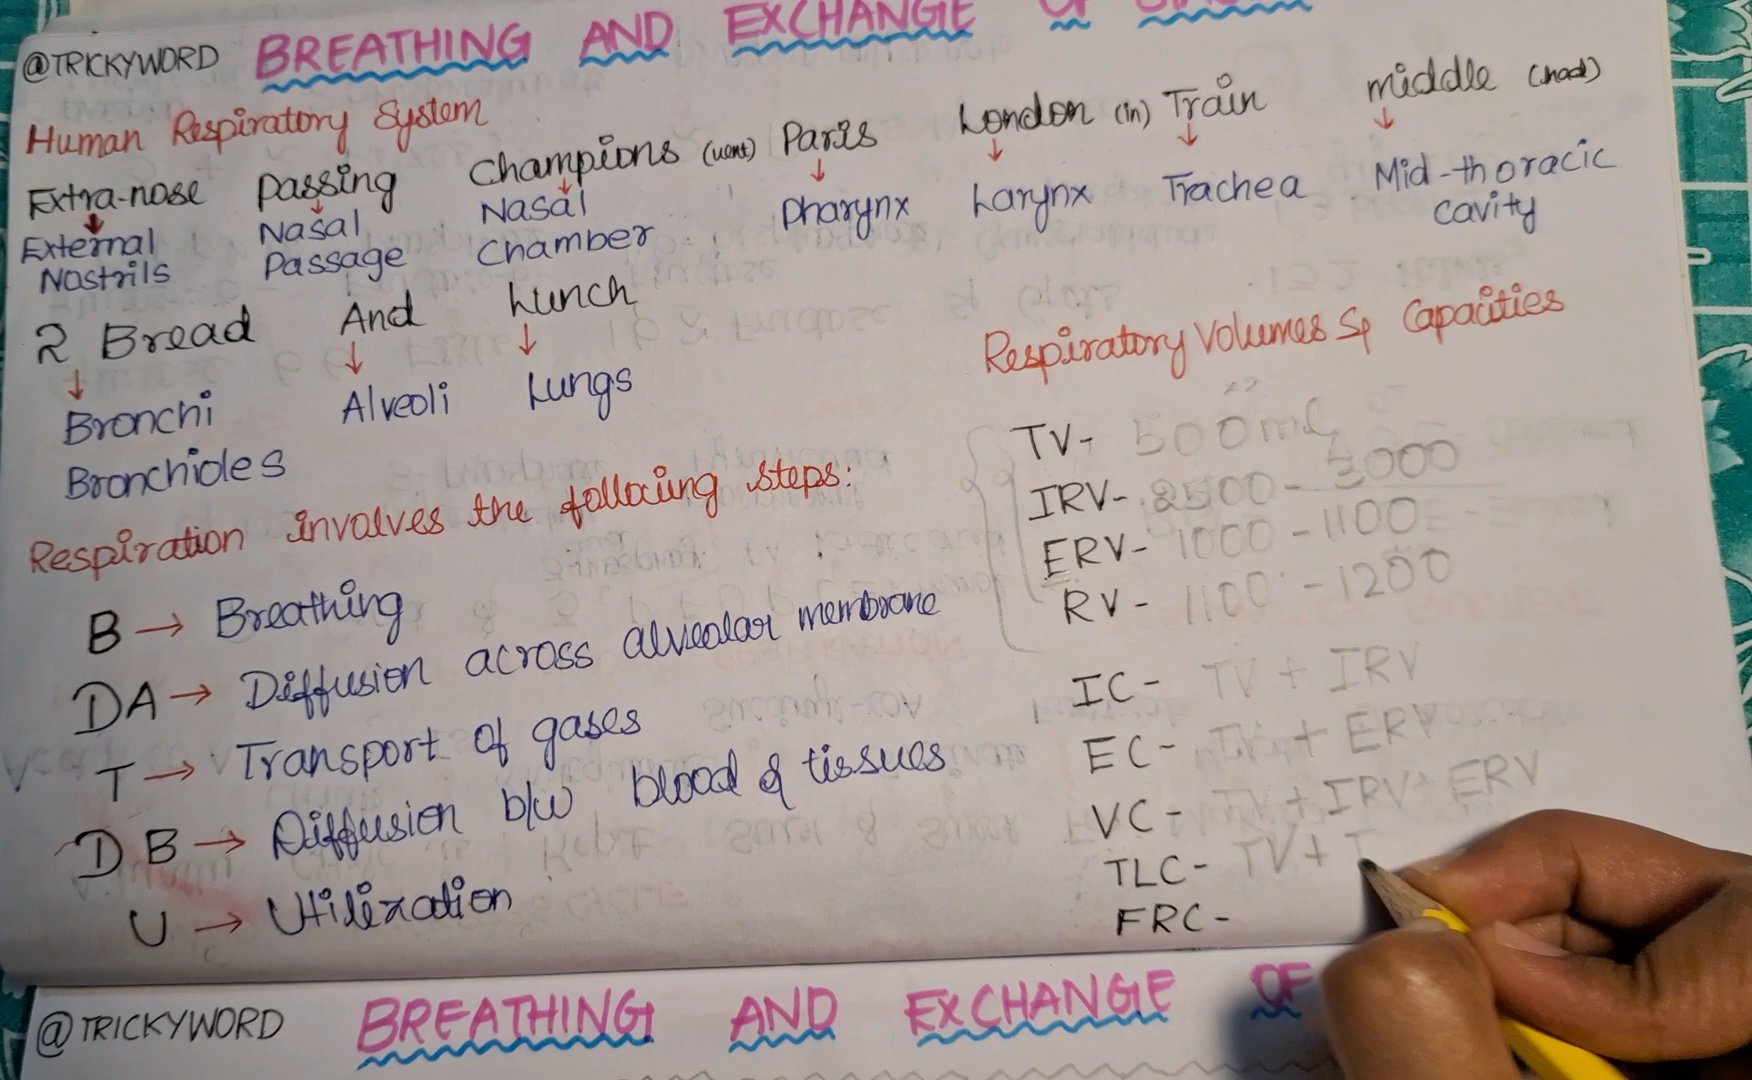 @TRICKYWORD BREATHING AND EXCHANGE OF
Human Respiratory System
Extra-nose Passing Champions (went) Paris London (in) Train middle (had)
External Nostrils
Nasal Passage
Nasal Chamber
Pharynx
Larynx
Trachea
Mid-thoracic cavity
2 Bread And Lunch
Bronchi Alveoli Lungs
Bronchioles
Respiration involves the following steps:
B → Breathing
DA → Diffusion across alveolar membrane
T → Transport of gases
DB → Diffusion b/w blood & tissues
U → Utilization
Respiratory Volumes & Capacities
TV- 500mL
IRV- 2500 - 3000
ERV- 1000 - 1100
RV- 1100 - 1200
IC- TV + IRV
EC- TV + ERV
VC- TV + IRV + ERV
TLC- TV + I
FRC-
@TRICKYWORD BREATHING AND EXCHANGE OF